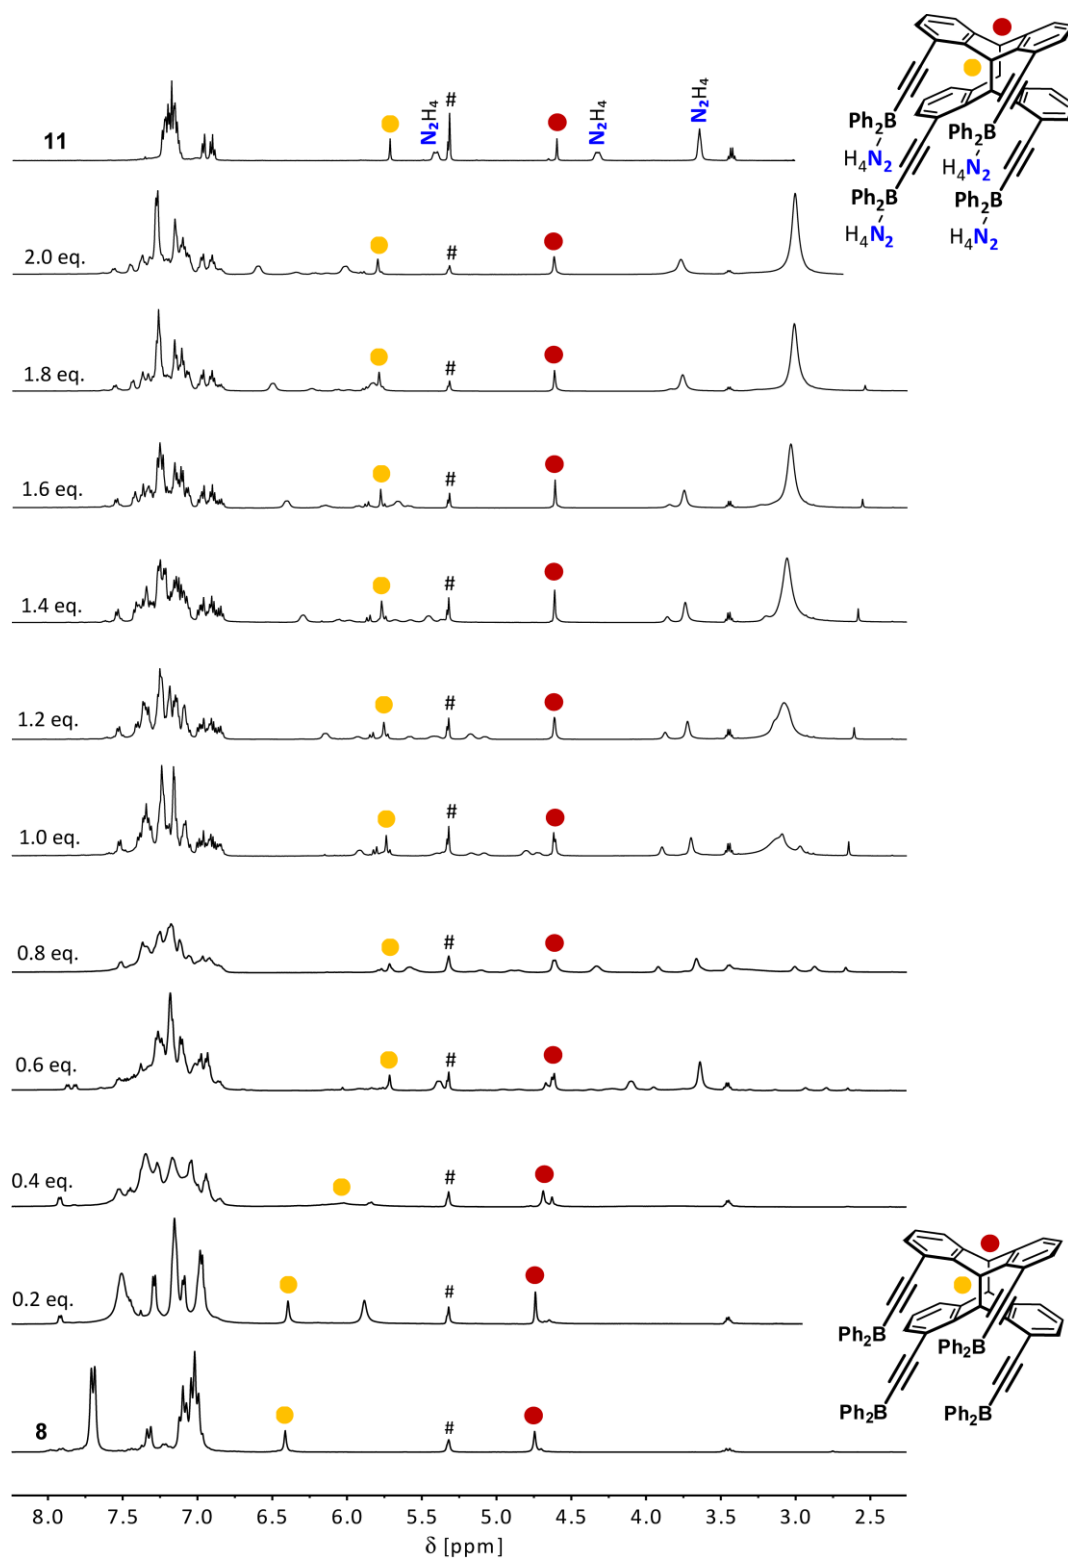 11
N₂H₄
#
N₂H₄
N₂H₄
Ph₂B
Ph₂B
H₄N₂
H₄N₂
Ph₂B
Ph₂B
H₄N₂
H₄N₂
2.0 eq.
#
1.8 eq.
#
1.6 eq.
#
1.4 eq.
#
1.2 eq.
#
1.0 eq.
#
0.8 eq.
#
0.6 eq.
#
0.4 eq.
#
0.2 eq.
#
Ph₂B
Ph₂B
Ph₂B
Ph₂B
8
#
8.0 7.5 7.0 6.5 6.0 5.5 5.0 4.5 4.0 3.5 3.0 2.5
δ [ppm]